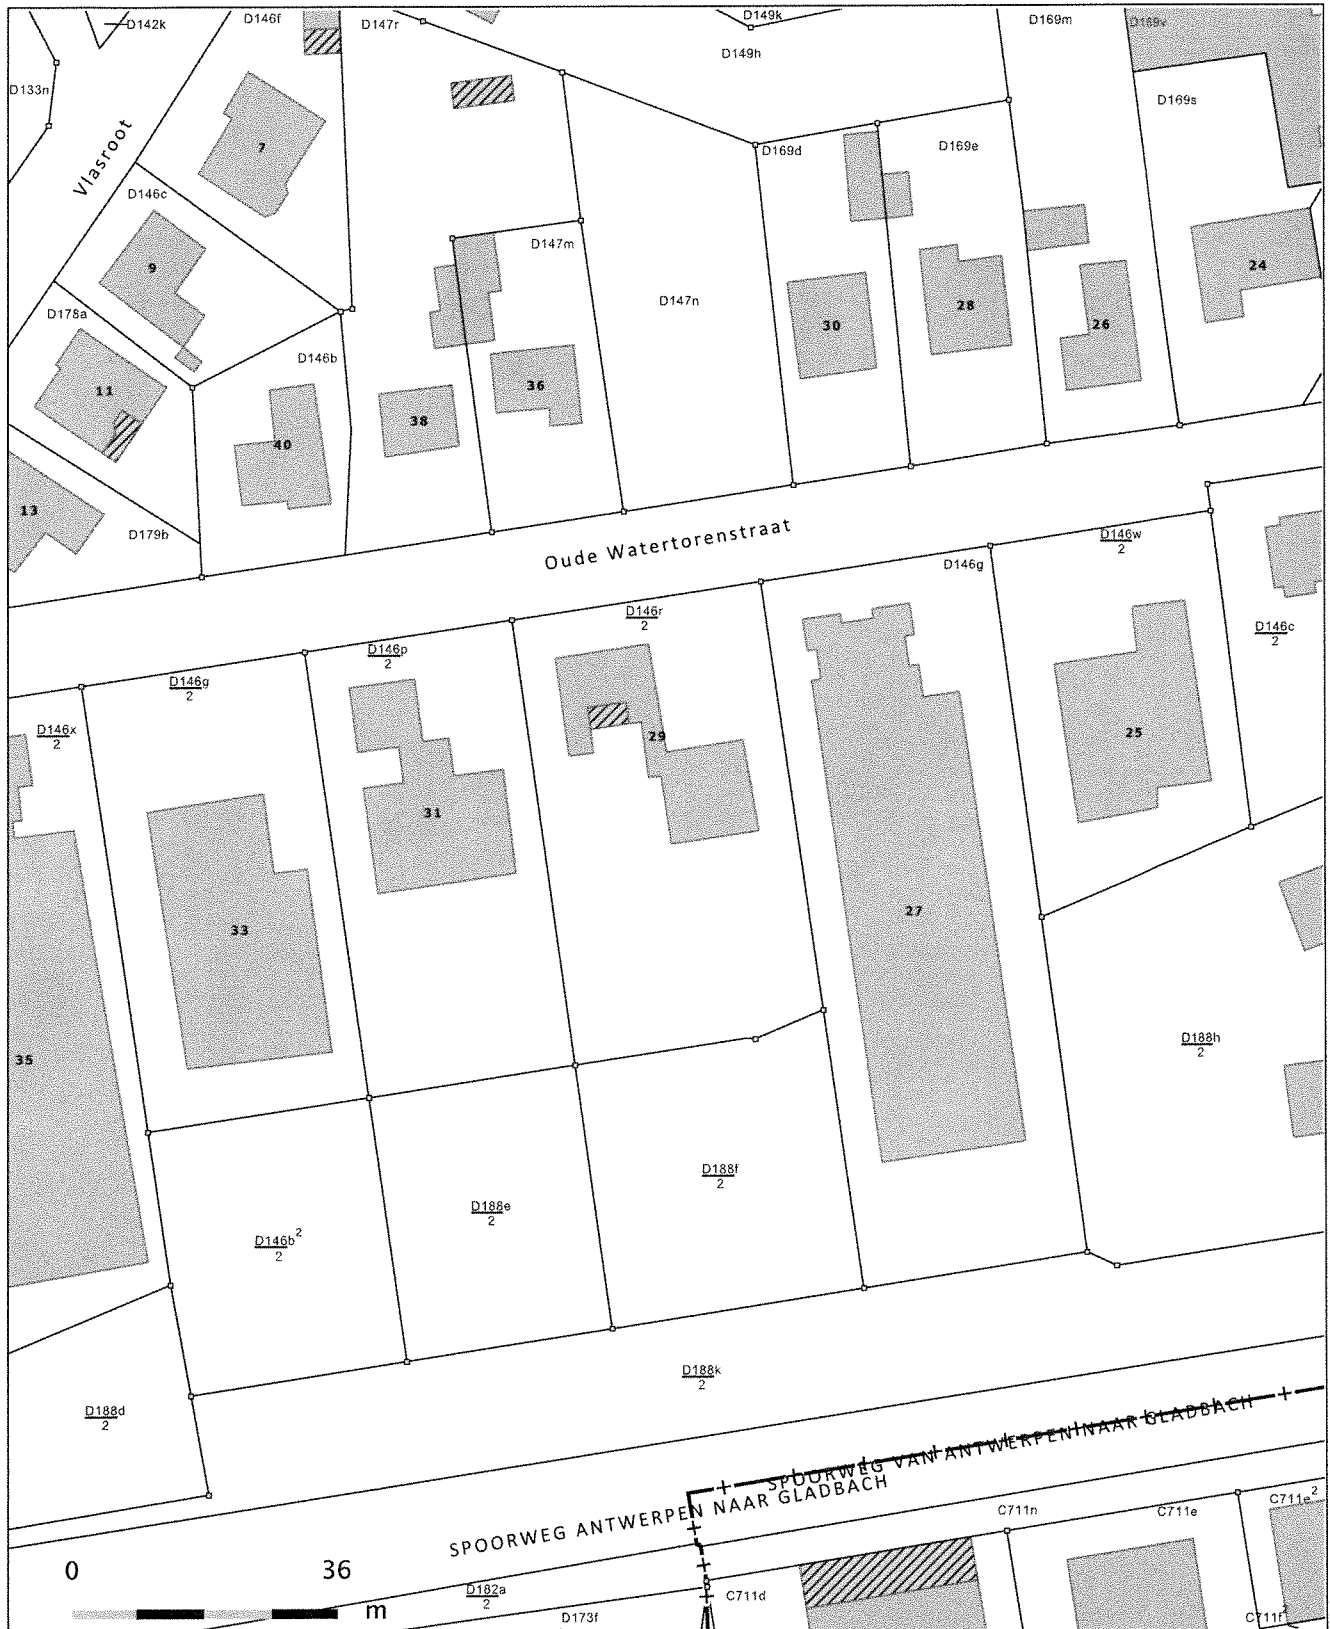 D142k
D146f
D147r
D149k
D169m
D169v
D149h
D133n
D169s
Vlasroot
7
D169d
D169e
D146c
9
D147m
24
D178a
D147n
D146b
30
28
26
11
36
38
40
13
D179b
Oude Watertorenstraat
D146w
2
D146g
D146r
2
D146c
2
D146p
2
D146g
2
D146x
2
29
25
31
33
27
35
D188h
2
D188f
2
D188e
2
D146b²
2
D188k
2
D188d
2
SPOORWEG VAN ANTWERPEN NAAR GLADBACH
SPOORWEG ANTWERPEN NAAR GLADBACH
C711n
C711e
C711e²
0 36
m
D182a
2
C711d
D173f
C711f²